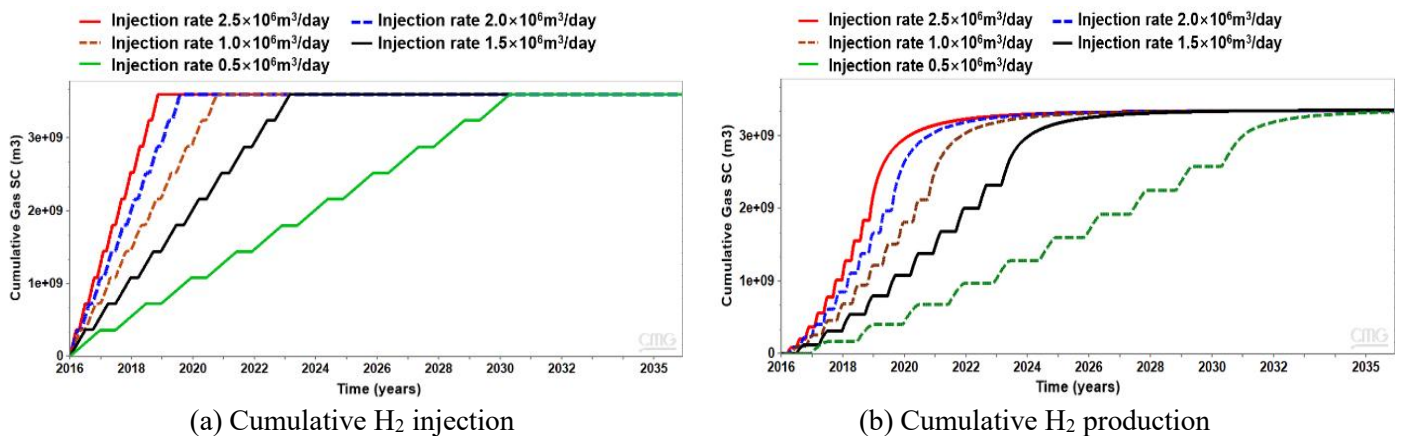 Injection rate 2.5×10⁶m³/day Injection rate 2.0×10⁶m³/day
Injection rate 1.0×10⁶m³/day Injection rate 1.5×10⁶m³/day
Injection rate 0.5×10⁶m³/day
Cumulative Gas SC (m3)
3e+09
2e+09
1e+09
0
CMG
2016 2018 2020 2022 2024 2026 2028 2030 2032 2035
Time (years)
(a) Cumulative H₂ injection
Injection rate 2.5×10⁶m³/day Injection rate 2.0×10⁶m³/day
Injection rate 1.0×10⁶m³/day Injection rate 1.5×10⁶m³/day
Injection rate 0.5×10⁶m³/day
Cumulative Gas SC (m3)
3e+09
2e+09
1e+09
0
CMG
2016 2018 2020 2022 2024 2026 2028 2030 2032 2035
Time (years)
(b) Cumulative H₂ production